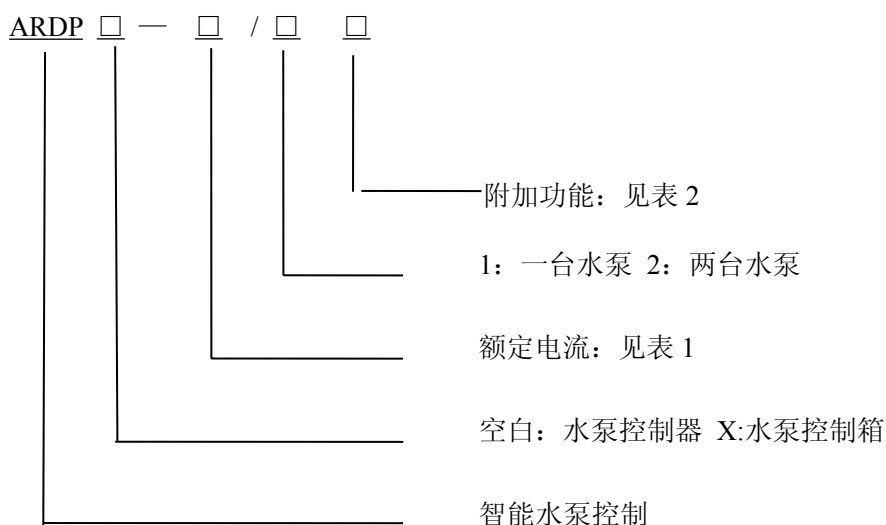 ARDP □ — □ / □ □
附加功能：见表 2
1：一台水泵 2：两台水泵
额定电流：见表 1
空白：水泵控制器 X:水泵控制箱
智能水泵控制